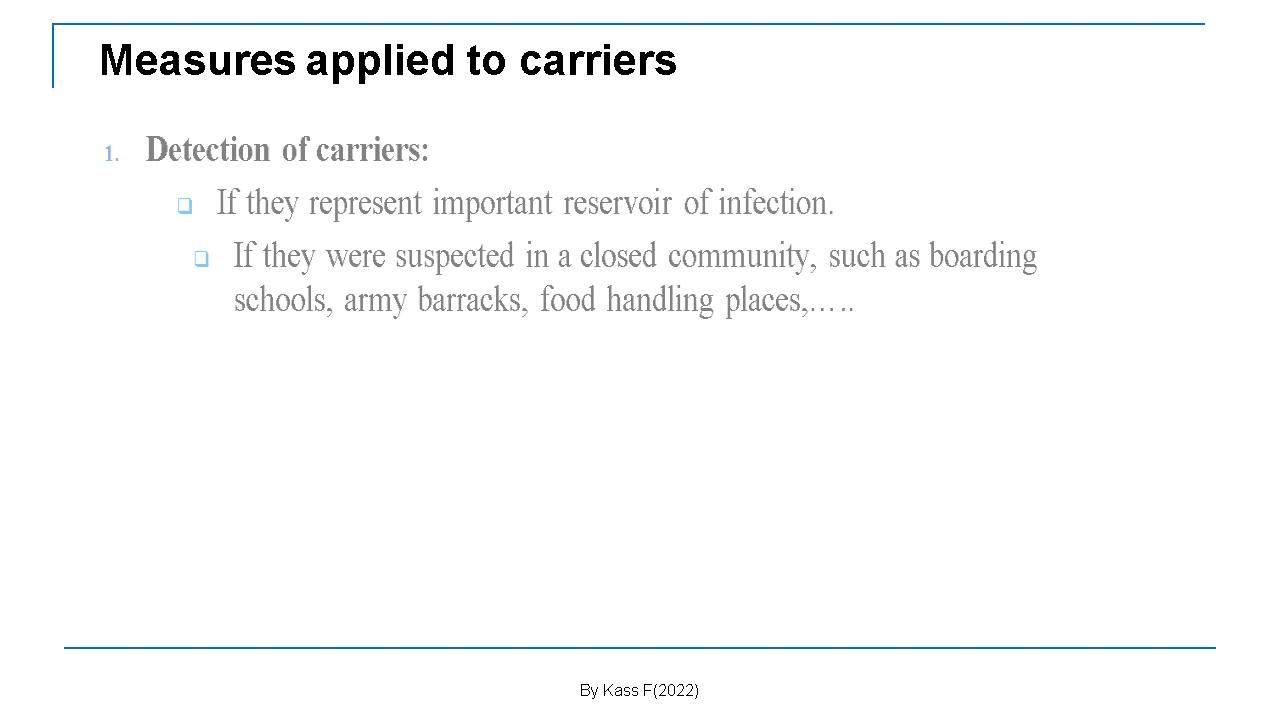 Measures applied to carriers
1. Detection of carriers:
❑ If they represent important reservoir of infection.
❑ If they were suspected in a closed community, such as boarding
schools, army barracks, food handling places,…..
By Kass F(2022)